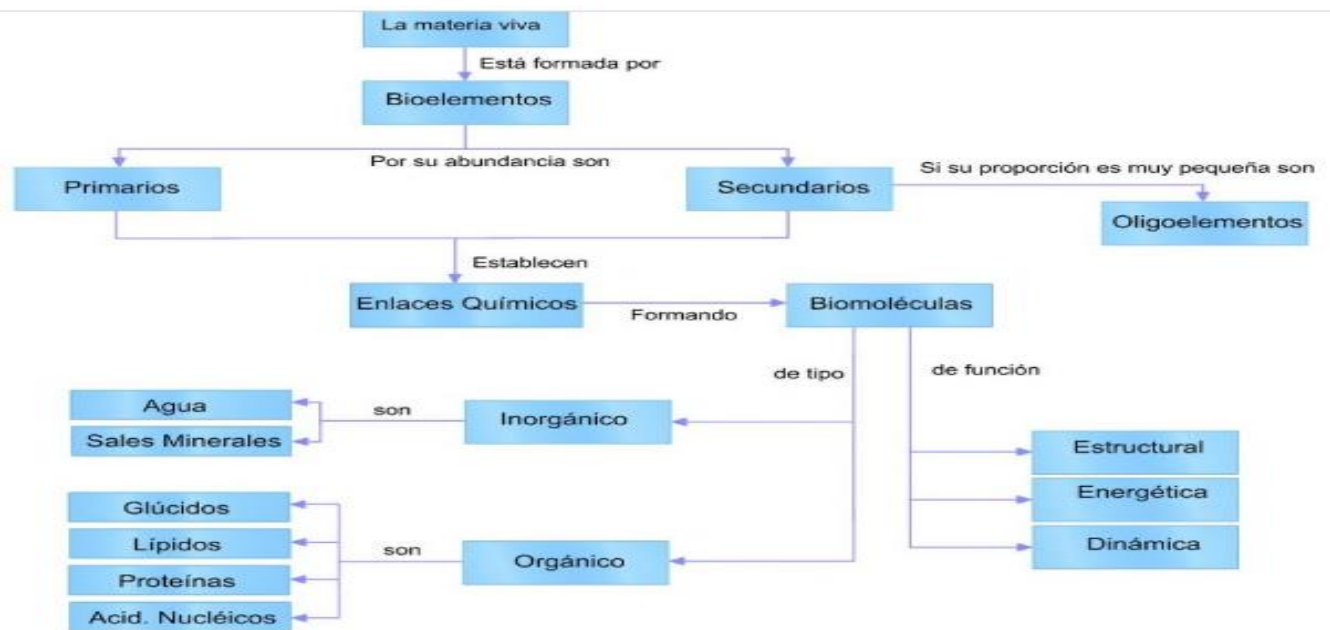 La materia viva
Está formada por
Bioelementos
Por su abundancia son
Primarios
Secundarios
Si su proporción es muy pequeña son
Oligoelementos
Establecen
Enlaces Químicos
Formando
Biomoléculas
de tipo
de función
Agua
son
Inorgánico
Sales Minerales
Estructural
Energética
Dinámica
Glúcidos
Lípidos
son
Orgánico
Proteínas
Acid. Nucléicos